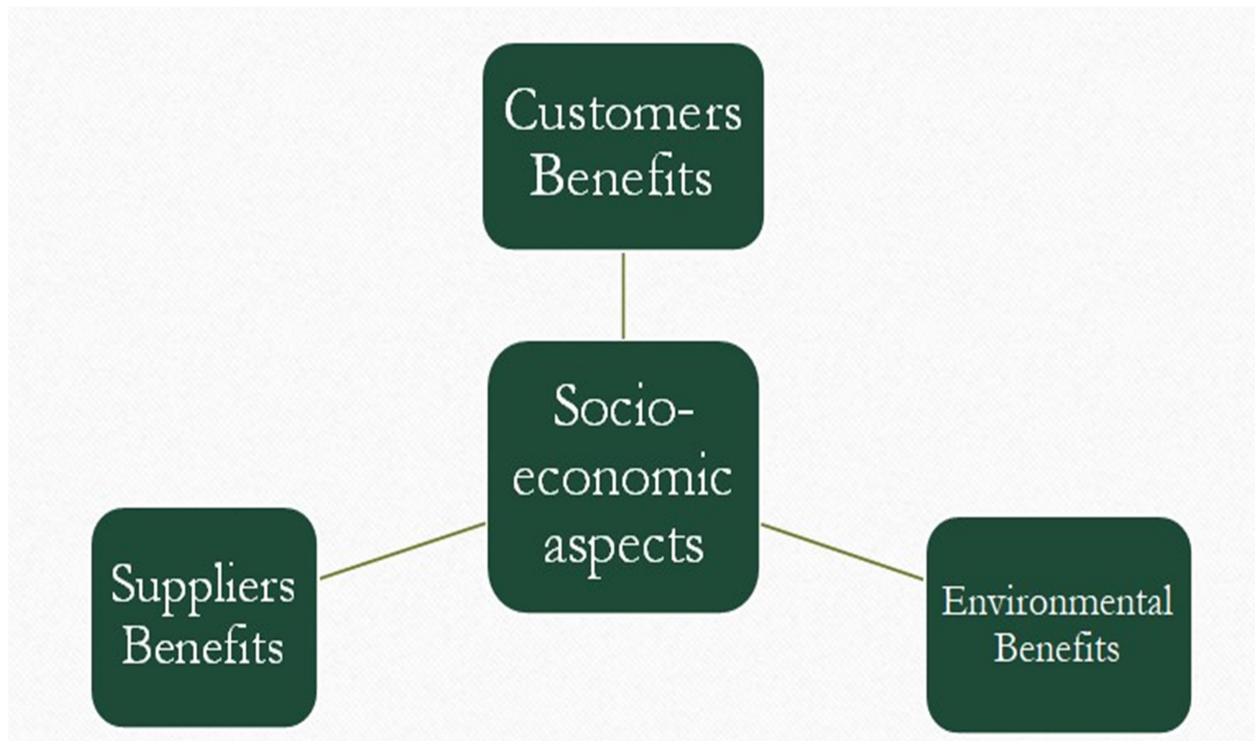 Customers
Benefits
Socio-
economic
aspects
Suppliers
Benefits
Environmental
Benefits